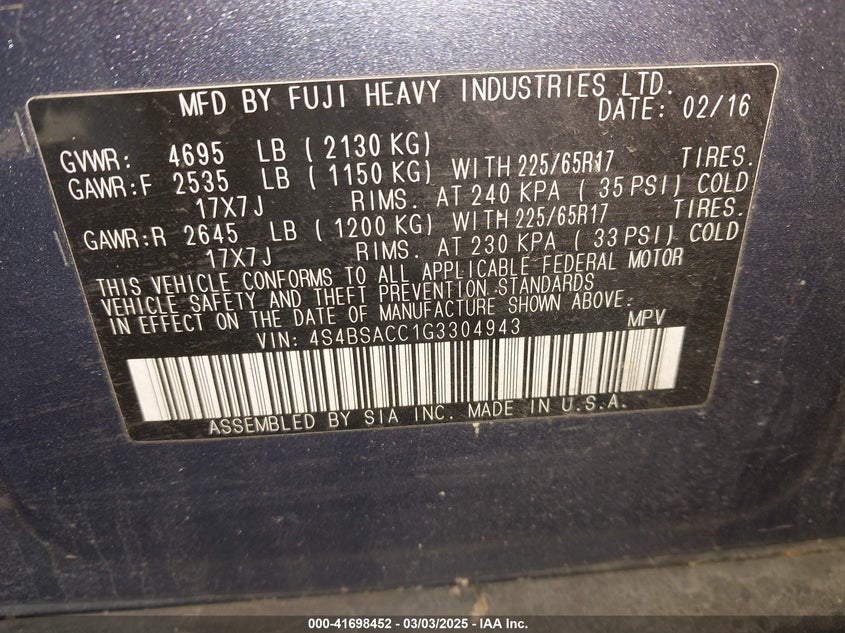 MFD BY FUJI HEAVY INDUSTRIES LTD.
DATE: 02/16
GVWR: 4695 LB ( 2130 KG)
GAWR:F 2535 LB ( 1150 KG) WITH 225/65R17 TIRES.
17X7J RIMS. AT 240 KPA ( 35 PSI) COLD
GAWR:R 2645 LB ( 1200 KG) WITH 225/65R17 TIRES.
17X7J RIMS. AT 230 KPA ( 33 PSI) COLD
THIS VEHICLE CONFORMS TO ALL APPLICABLE FEDERAL MOTOR
VEHICLE SAFETY AND THEFT PREVENTION STANDARDS
IN EFFECT ON THE DATE OF MANUFACTURE SHOWN ABOVE:
VIN: 4S4BSACC1G3304943 MPV
ASSEMBLED BY SIA INC. MADE IN U.S.A.
000-41698452 - 03/03/2025 - IAA Inc.